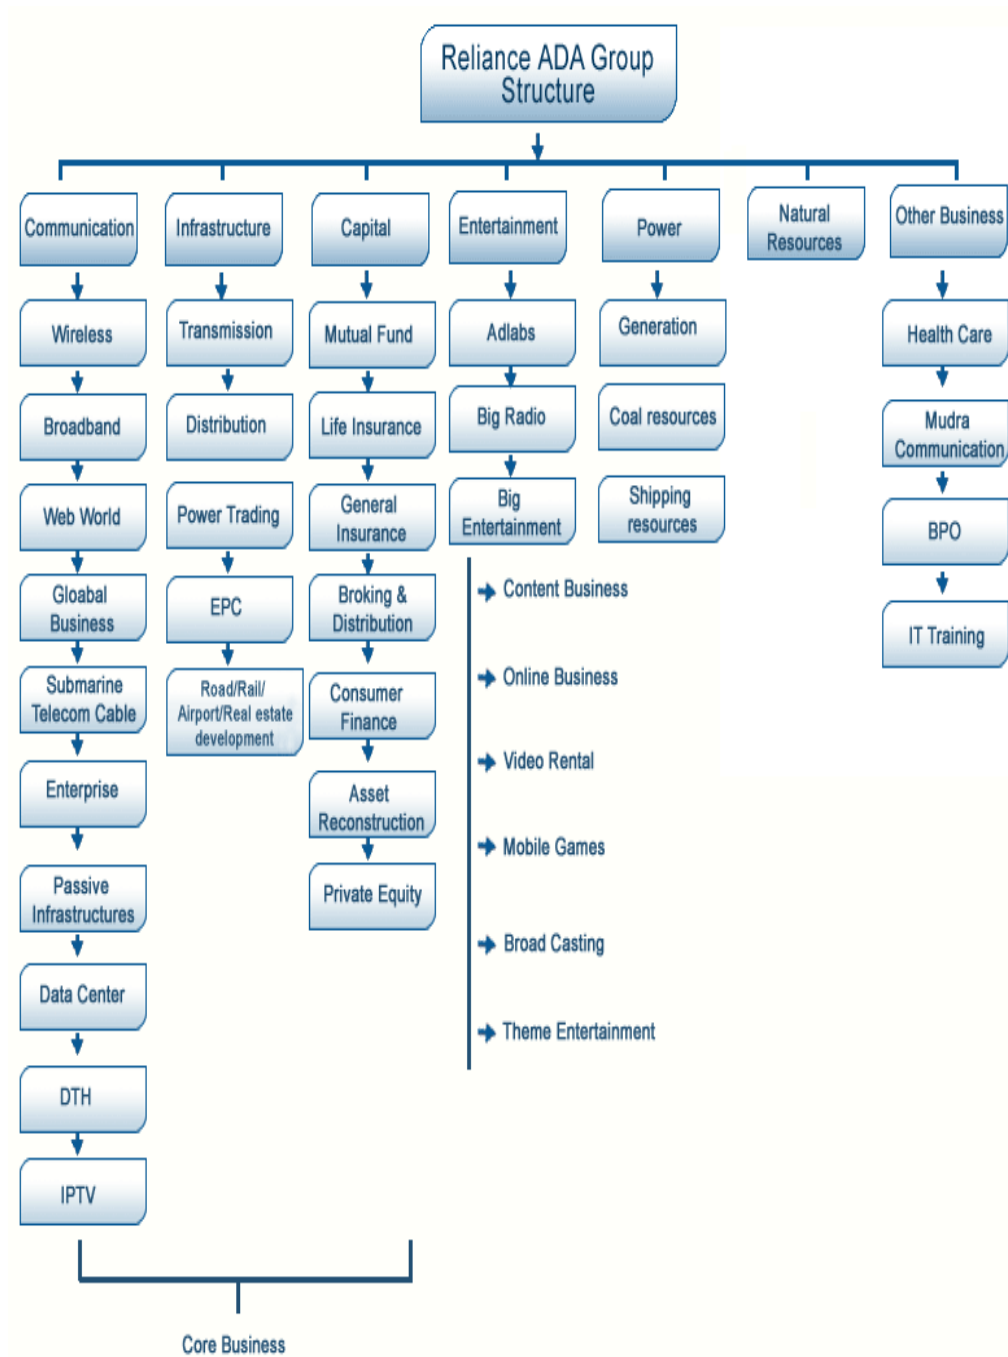 Reliance ADA Group
Structure
Communication
Infrastructure
Capital
Entertainment
Power
Natural
Resources
Other Business
Wireless
Broadband
Web World
Gloabal
Business
Submarine
Telecom Cable
Enterprise
Passive
Infrastructures
Data Center
DTH
IPTV
Transmission
Distribution
Power Trading
EPC
Road/Rail/
Airport/Real estate
development
Mutual Fund
Life Insurance
General
Insurance
Broking &
Distribution
Consumer
Finance
Asset
Reconstruction
Private Equity
Adlabs
Big Radio
Big
Entertainment
Content Business
Online Business
Video Rental
Mobile Games
Broad Casting
Theme Entertainment
Generation
Coal resources
Shipping
resources
Health Care
Mudra
Communication
BPO
IT Training
Core Business